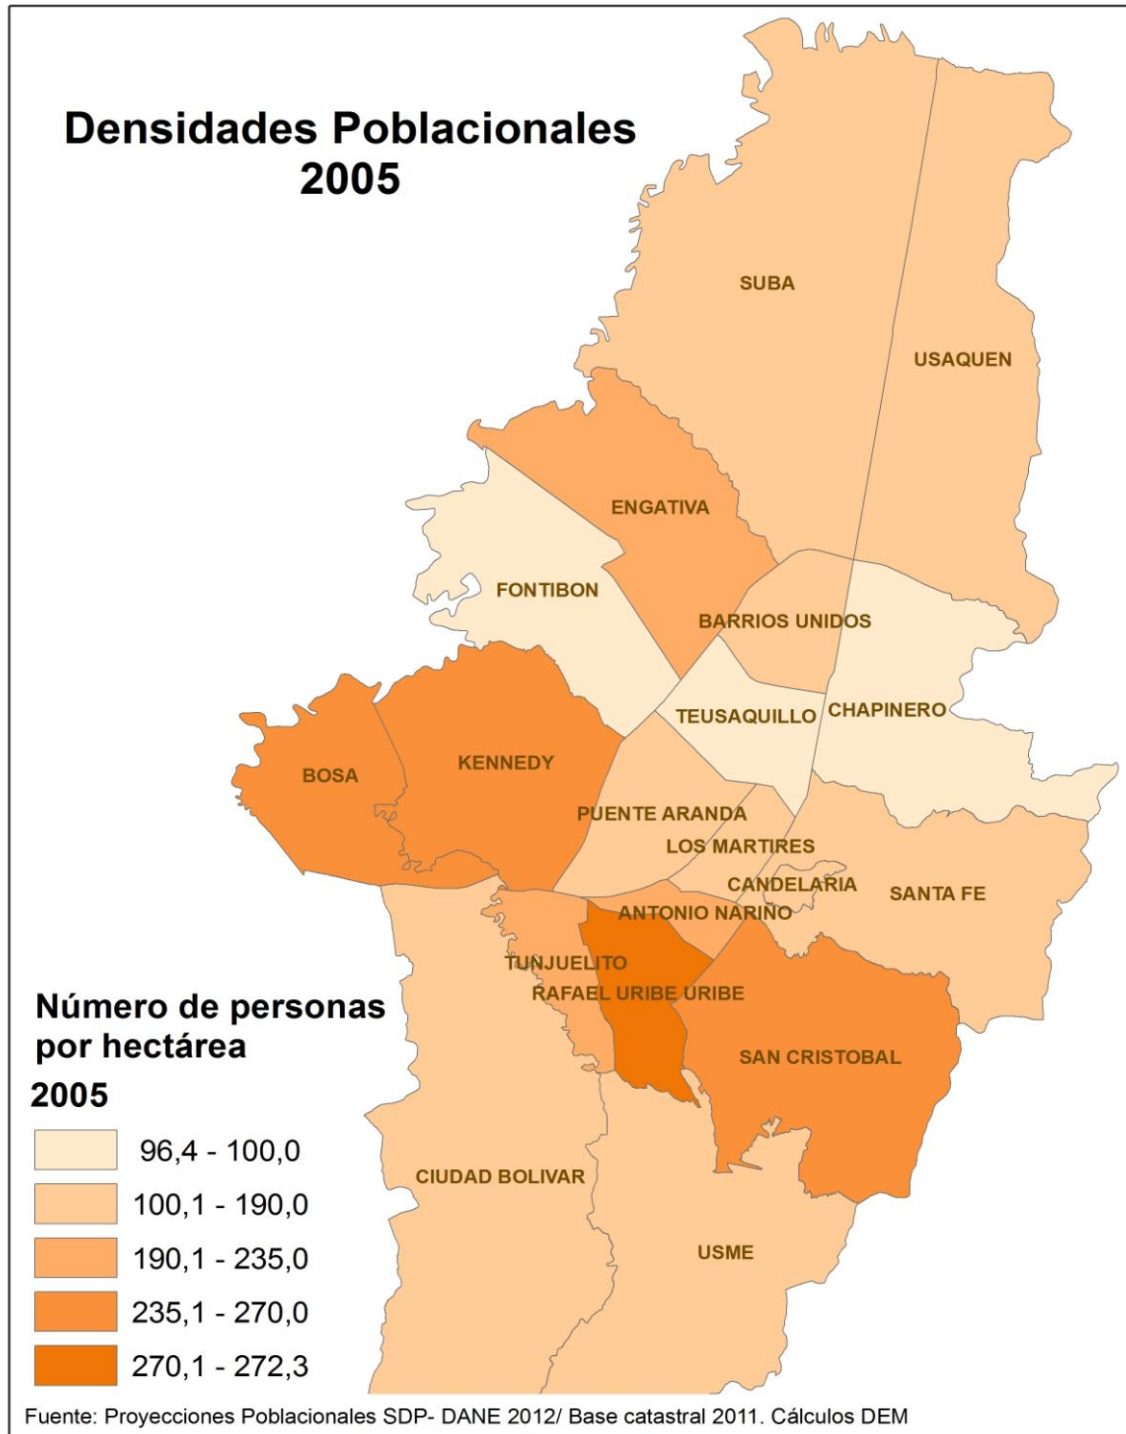 Densidades Poblacionales
2005
SUBA
USAQUEN
ENGATIVA
FONTIBON
BARRIOS UNIDOS
TEUSAQUILLO
CHAPINERO
BOSA
KENNEDY
PUENTE ARANDA
LOS MARTIRES
CANDELARIA
SANTA FE
ANTONIO NARIÑO
TUNJUELITO
RAFAEL URIBE URIBE
SAN CRISTOBAL
CIUDAD BOLIVAR
USME
Número de personas
por hectárea
2005
96,4 - 100,0
100,1 - 190,0
190,1 - 235,0
235,1 - 270,0
270,1 - 272,3
Fuente: Proyecciones Poblacionales SDP- DANE 2012/ Base catastral 2011. Cálculos DEM